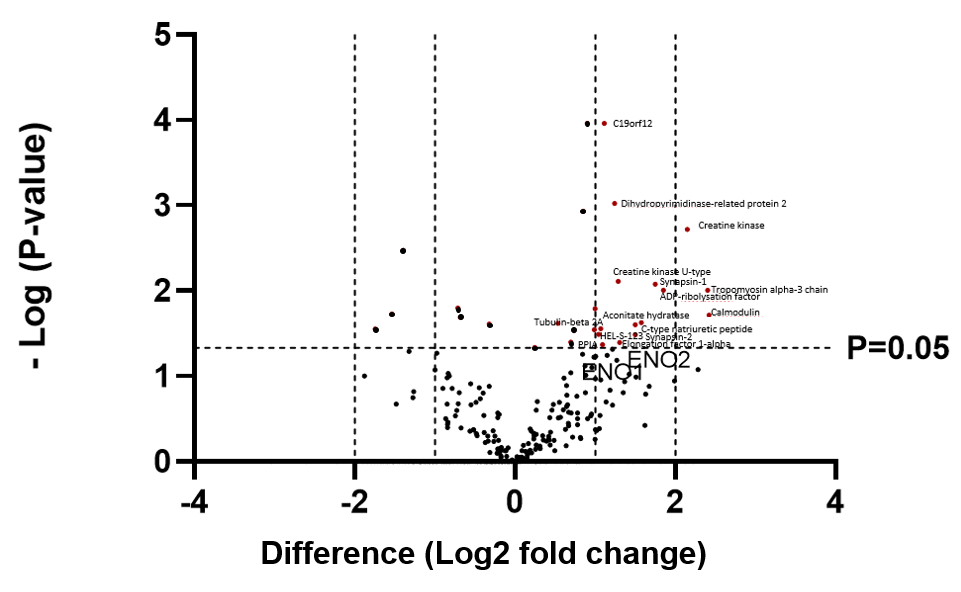 5
4
3
2
1
0
- Log (P-value)
C19orf12
Dihydropyrimidinase-related protein 2
Creatine kinase
Creatine kinase U-type
Synapsin-1
Tropomyosin alpha-3 chain
ADP-ribolysation factor
Calmodulin
Aconitate hydratase
Tubulin-beta 2A
C-type natriuretic peptide
HEL-S-123
Synapsin-2
PPIA
Elongation factor 1-alpha
P=0.05
ENO2
ENO1
-4
-2
0
2
4
Difference (Log2 fold change)